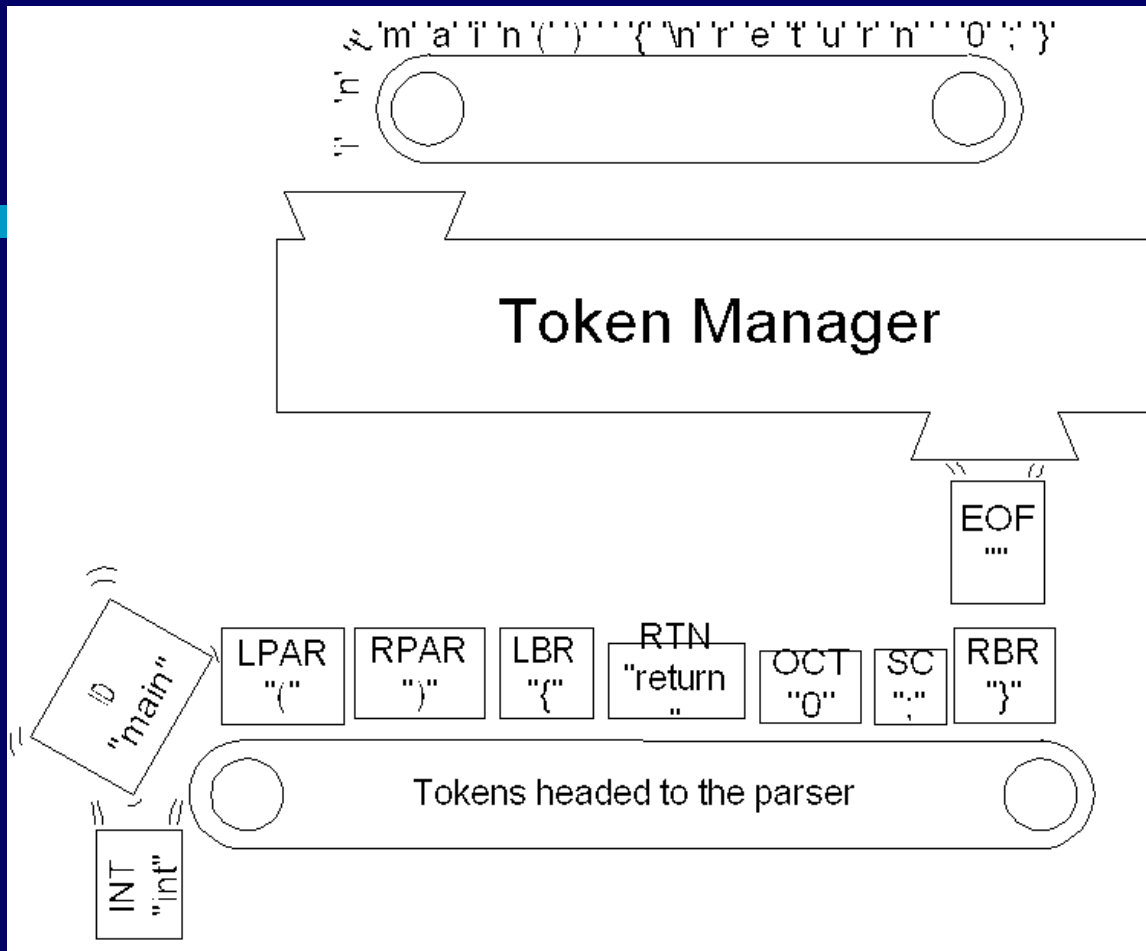 'm' 'a' 'i' 'n' '(' ')' ' ' '{' '\n' 'r' 'e' 't' 'u' 'r' 'n' ' ' '0' ';' '}'
'n'
'i'
Token Manager
EOF
""
ID
"main"
LPAR
"("
RPAR
")"
LBR
"{"
RTN
"return
"
OCT
"0"
SC
";"
RBR
"}"
Tokens headed to the parser
INT
"int"